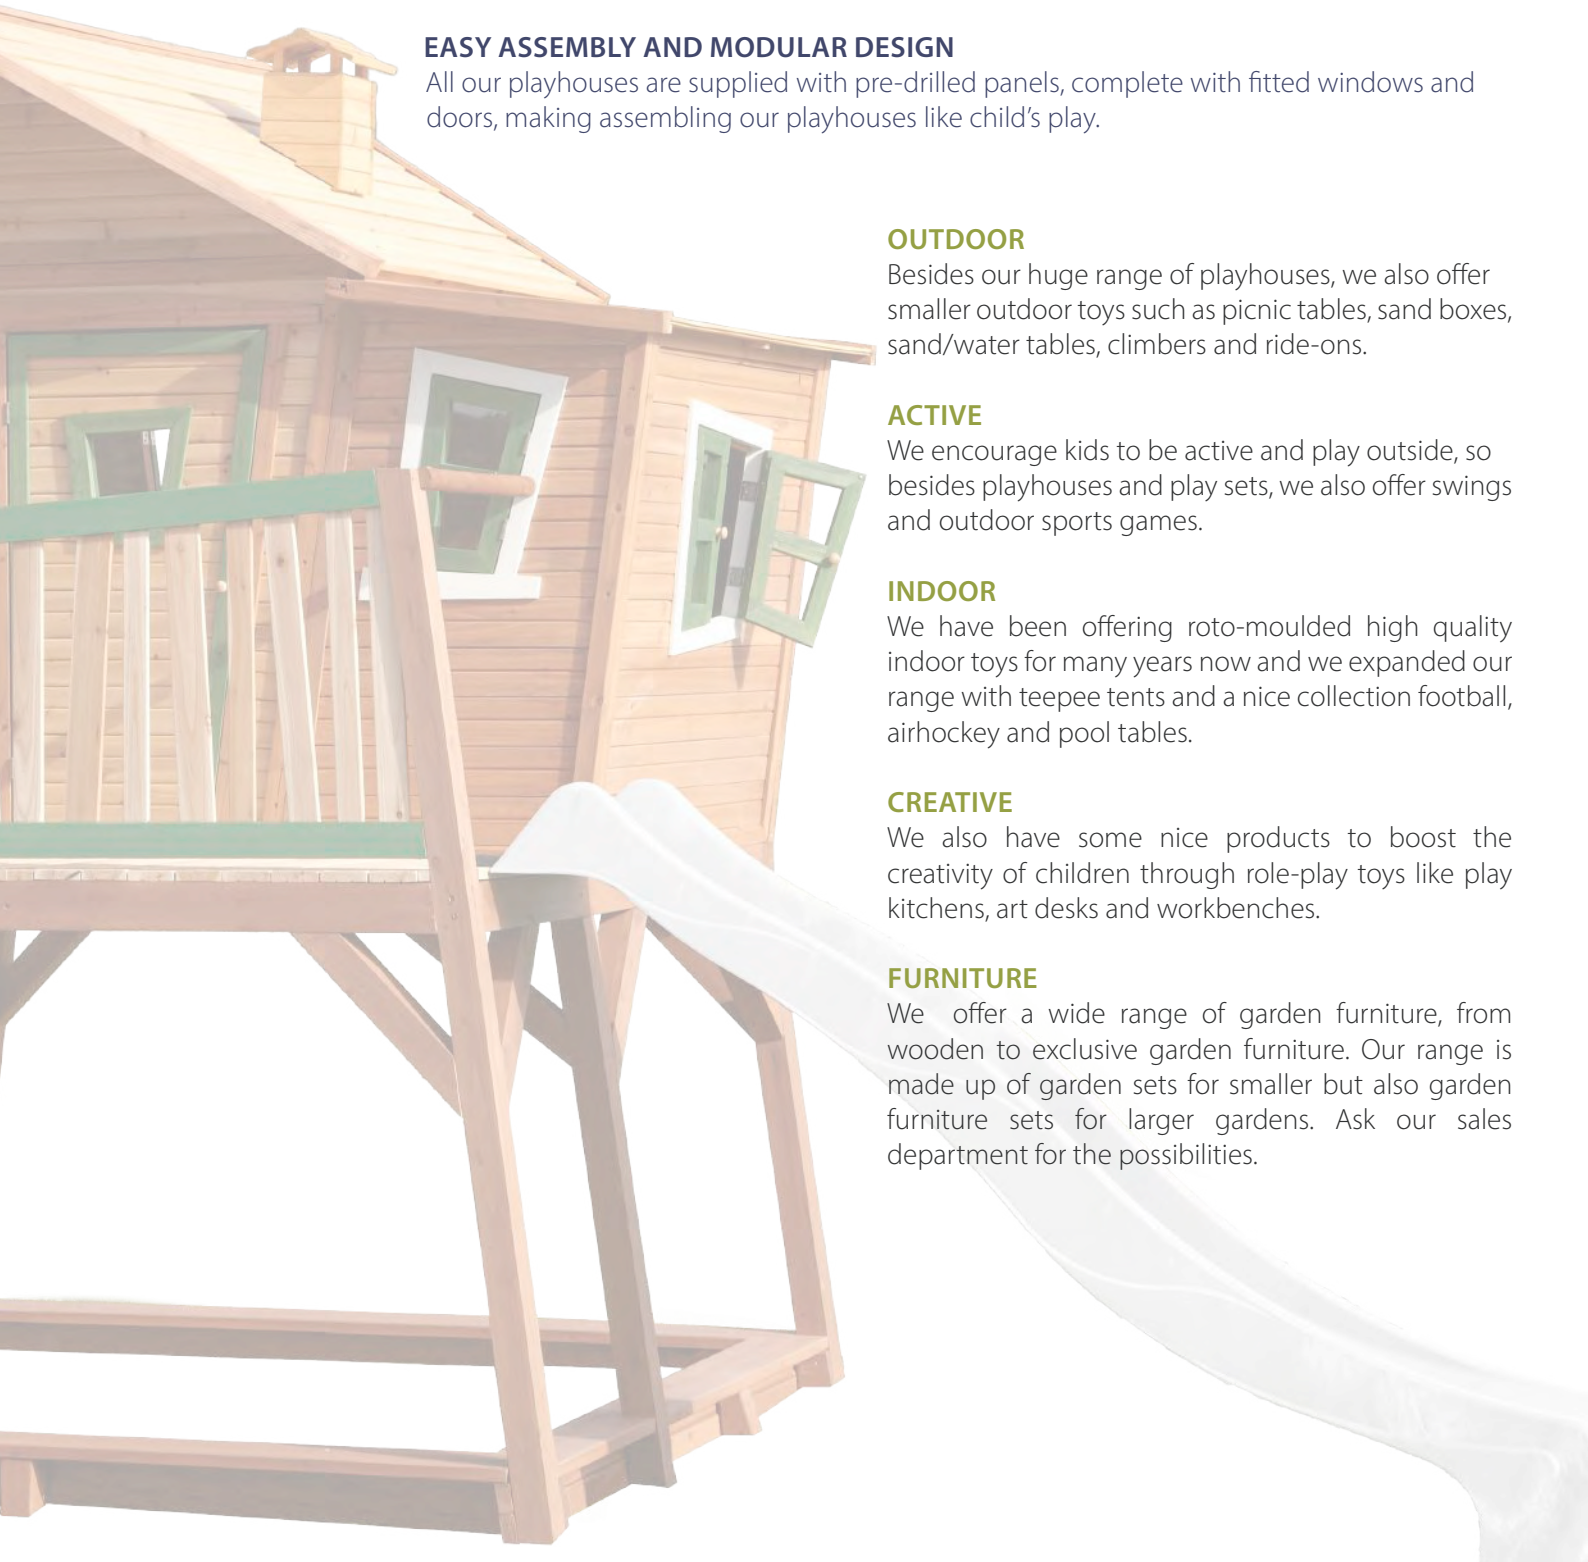 EASY ASSEMBLY AND MODULAR DESIGN
All our playhouses are supplied with pre-drilled panels, complete with fitted windows and
doors, making assembling our playhouses like child’s play.
OUTDOOR
Besides our huge range of playhouses, we also offer
smaller outdoor toys such as picnic tables, sand boxes,
sand/water tables, climbers and ride-ons.
ACTIVE
We encourage kids to be active and play outside, so
besides playhouses and play sets, we also offer swings
and outdoor sports games.
INDOOR
We have been offering roto-moulded high quality
indoor toys for many years now and we expanded our
range with teepee tents and a nice collection football,
airhockey and pool tables.
CREATIVE
We also have some nice products to boost the
creativity of children through role-play toys like play
kitchens, art desks and workbenches.
FURNITURE
We offer a wide range of garden furniture, from
wooden to exclusive garden furniture. Our range is
made up of garden sets for smaller but also garden
furniture sets for larger gardens. Ask our sales
department for the possibilities.